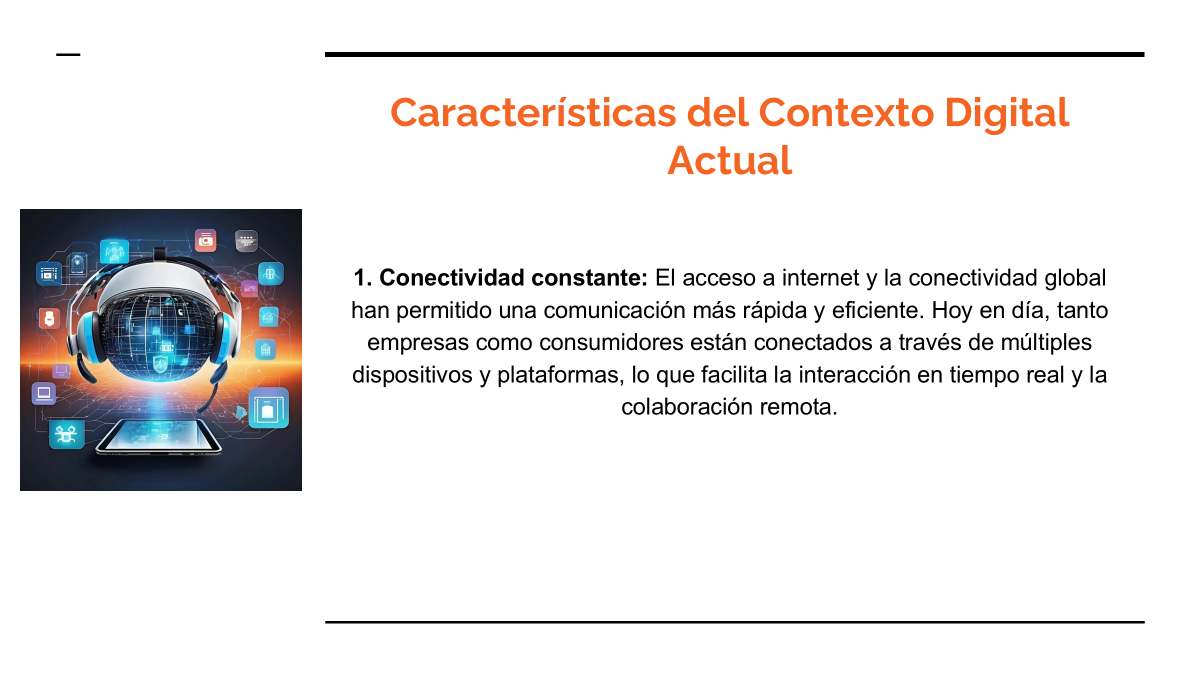 Características del Contexto Digital
Actual
1. Conectividad constante: El acceso a internet y la conectividad global
han permitido una comunicación más rápida y eficiente. Hoy en día, tanto
empresas como consumidores están conectados a través de múltiples
dispositivos y plataformas, lo que facilita la interacción en tiempo real y la
colaboración remota.